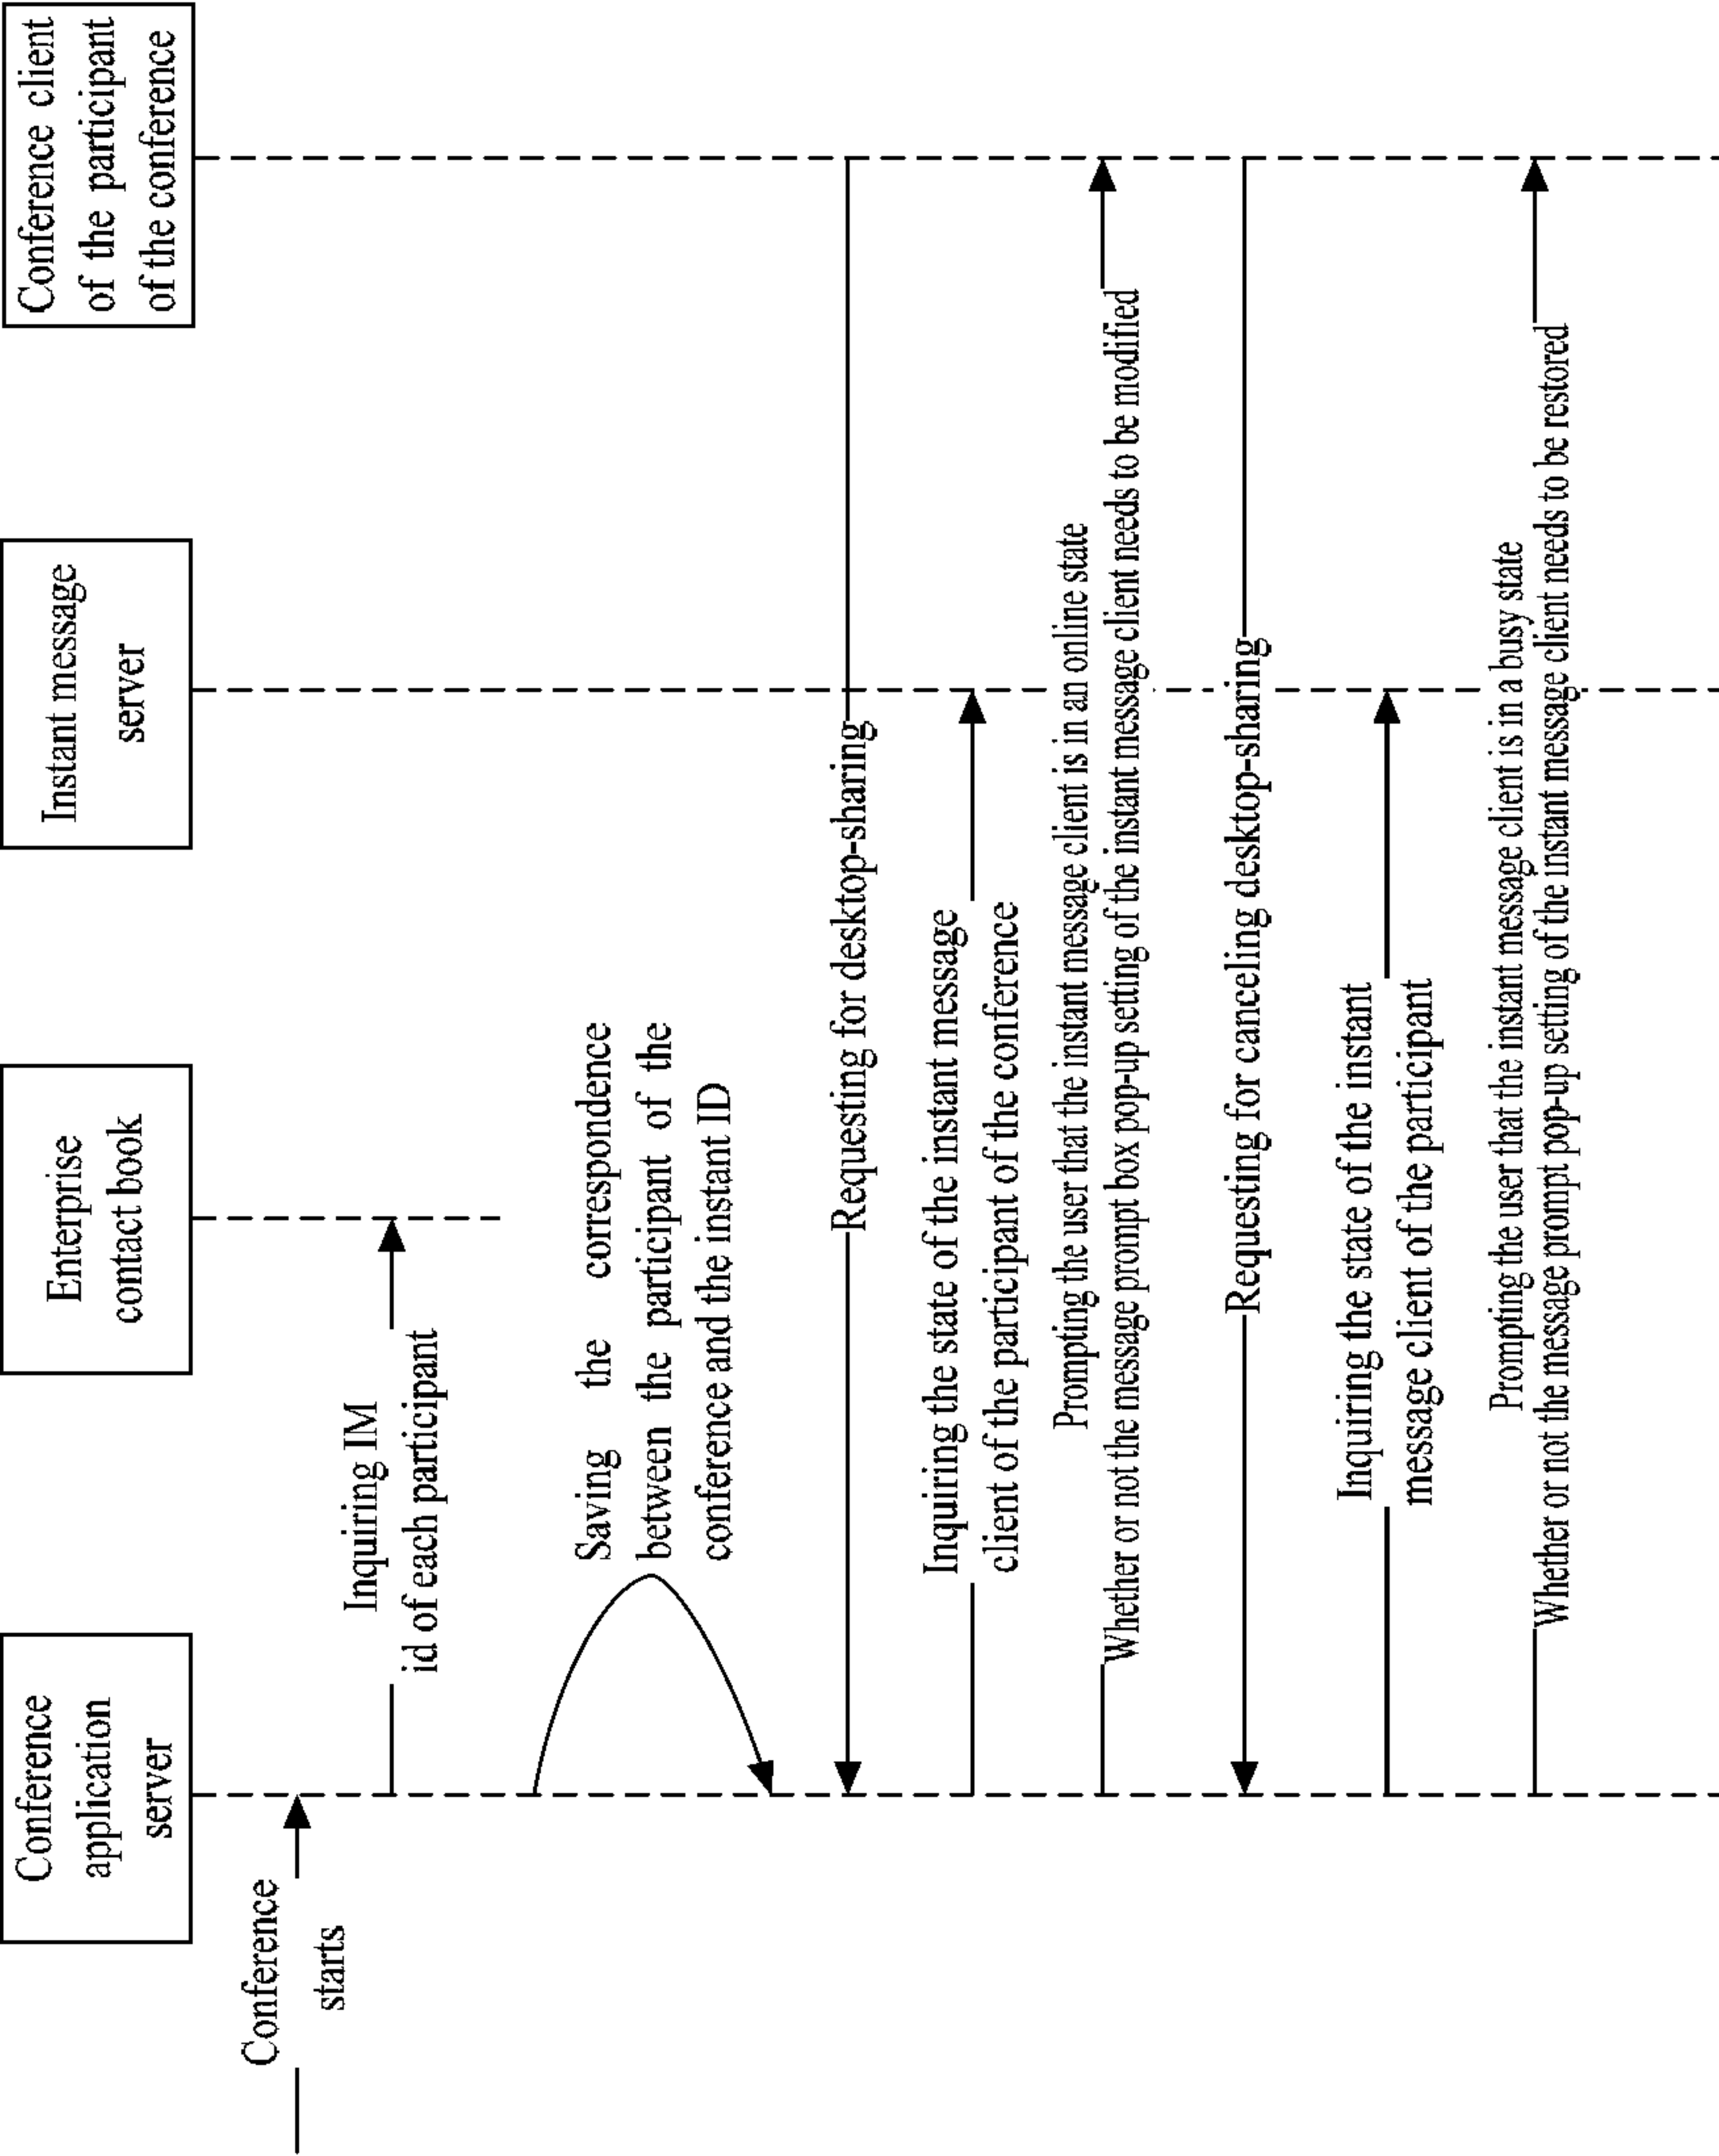 Conference
application
server
Enterprise
contact book
Instant message
server
Conference client
of the participant
of the conference
Conference
starts
Inquiring IM
id of each participant
Saving the correspondence
between the participant of the
conference and the instant ID
Requesting for desktop-sharing
Inquiring the state of the instant message
client of the participant of the conference
Prompting the user that the instant message client is in an online state
Whether or not the message prompt box pop-up setting of the instant message client needs to be modified
Requesting for canceling desktop-sharing
Inquiring the state of the instant
message client of the participant
Prompting the user that the instant message client is in a busy state
Whether or not the message prompt pop-up setting of the instant message client needs to be restored